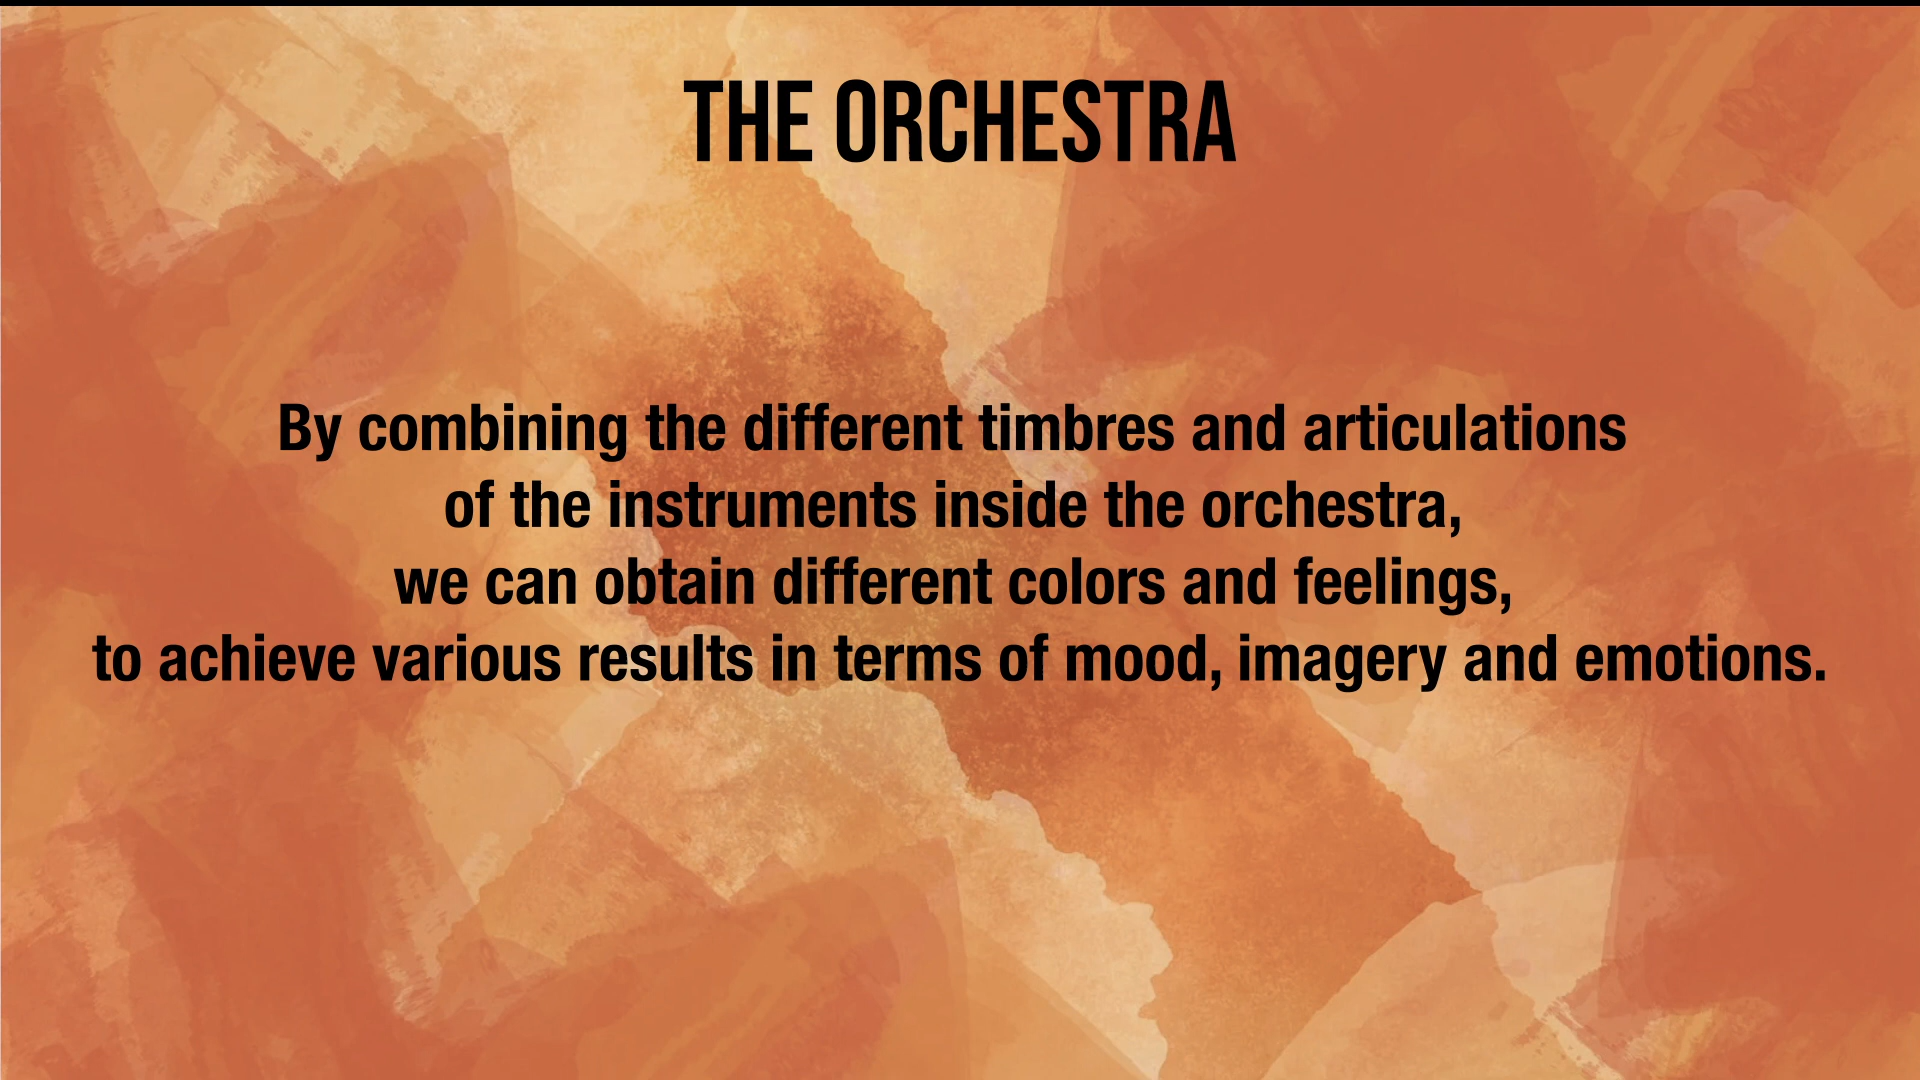 THE ORCHESTRA
By combining the different timbres and articulations
of the instruments inside the orchestra,
we can obtain different colors and feelings,
to achieve various results in terms of mood, imagery and emotions.